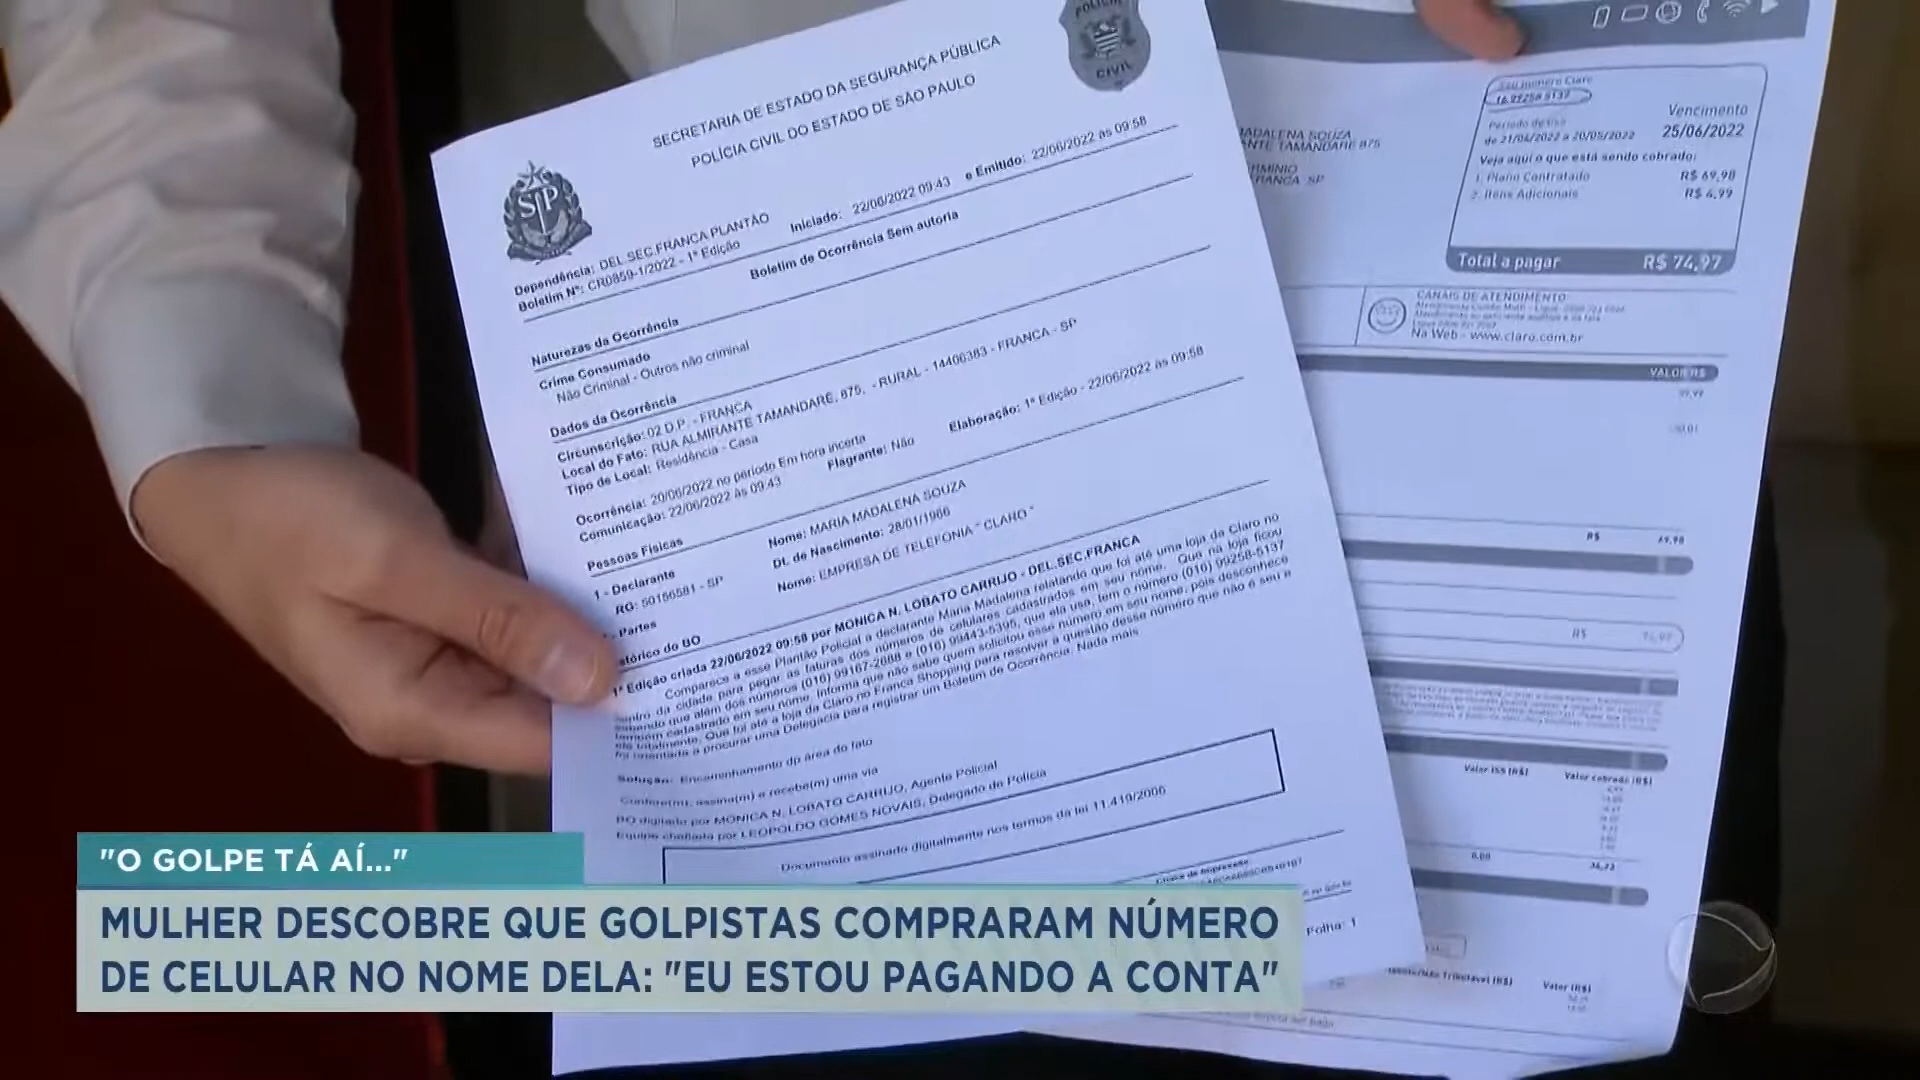 SECRETARIA DE ESTADO DA SEGURANÇA PÚBLICA
POLÍCIA CIVIL DO ESTADO DE SÃO PAULO
POLÍCIA
CIVIL
SP
Dependência: DEL.SEC.FRANCA PLANTÃO
Boletim Nº: CR0859-1/2022 - 1ª Edição
Iniciado: 22/06/2022 09:43 e Emitido: 22/06/2022 às 09:58
Boletim de Ocorrência Sem autoria
Naturezas da Ocorrência
Crime Consumado
Não Criminal - Outros não criminal
Dados da Ocorrência
Circunscrição: 02 D.P. - FRANCA
Local do Fato: RUA ALMIRANTE TAMANDARÉ, 875, - RURAL - 14406383 - FRANCA - SP
Tipo de Local: Residência - Casa
Ocorrência: 20/06/2022 no período Em hora incerta
Comunicação: 22/06/2022 às 09:43
Flagrante: Não
Elaboração: 1ª Edição - 22/06/2022 às 09:58
Pessoas Físicas
1 - Declarante
Nome: MARIA MADALENA SOUZA
RG: 50156581 - SP
Dt. de Nascimento: 28/01/1966
- Partes
Nome: EMPRESA DE TELEFONIA " CLARO "
stórico do BO
1ª Edição criada 22/06/2022 09:58 por MONICA N. LOBATO CARRIJO - DEL.SEC.FRANCA
Comparece a esse Plantão Policial a declarante Maria Madalena relatando que foi até uma loja da Claro no
centro da cidade para pegar as faturas dos números de celulares cadastrados em seu nome. Que na loja ficou
sabendo que além dos números (016) 99167-2088 e (016) 99443-5395, que ela usa, tem o número (016) 99258-5137
também cadastrado em seu nome. Informa que não sabe quem solicitou esse número em seu nome, pois desconhece
ele totalmente. Que foi até a loja da Claro no Franca Shopping para resolver a questão desse número que não é seu e
foi orientada a procurar uma Delegacia para registrar um Boletim de Ocorrência. Nada mais
Solução: Encaminhamento dp área do fato
Confere(m), assina(m) e recebe(m) uma via
BO digitado por MONICA N. LOBATO CARRIJO, Agente Policial
Equipe chefiada por LEOPOLDO GOMES NOVAIS, Delegado de Polícia
Documento assinado digitalmente nos termos da lei 11.419/2006
Folha: 1
MADALENA SOUZA
ANTE TAMANDARE 875
FRANCA SP
Seu número Claro
16 99258 5137
Período de Uso
de 21/04/2022 a 20/05/2022
Vencimento
25/06/2022
Veja aqui o que está sendo cobrado:
1. Plano Contratado R$ 69,98
2. Itens Adicionais R$ 4,99
Total a pagar R$ 74,97
CANAIS DE ATENDIMENTO:
Na Web - www.claro.com.br
VALOR R$
R$ 69,98
R$ 74,97
Valor ISS (R$) Valor cobrado (R$)
0,00
Valor (R$)
"O GOLPE TÁ AÍ..."
MULHER DESCOBRE QUE GOLPISTAS COMPRARAM NÚMERO
DE CELULAR NO NOME DELA: "EU ESTOU PAGANDO A CONTA"